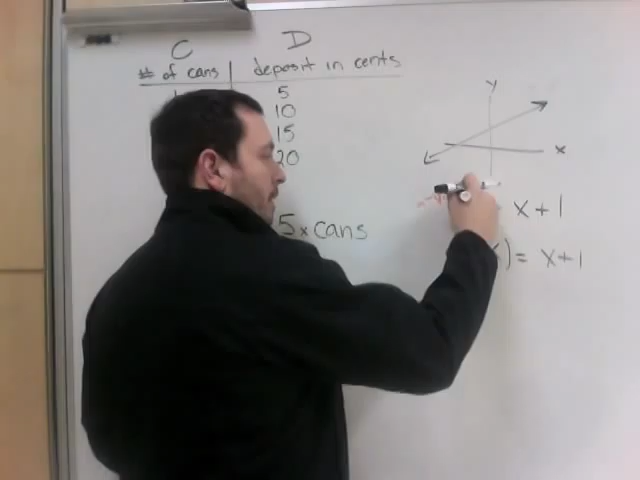 C D
# of cans deposit in cents
5
10
15
20
5 x cans
y
x
x + 1
) = x + 1